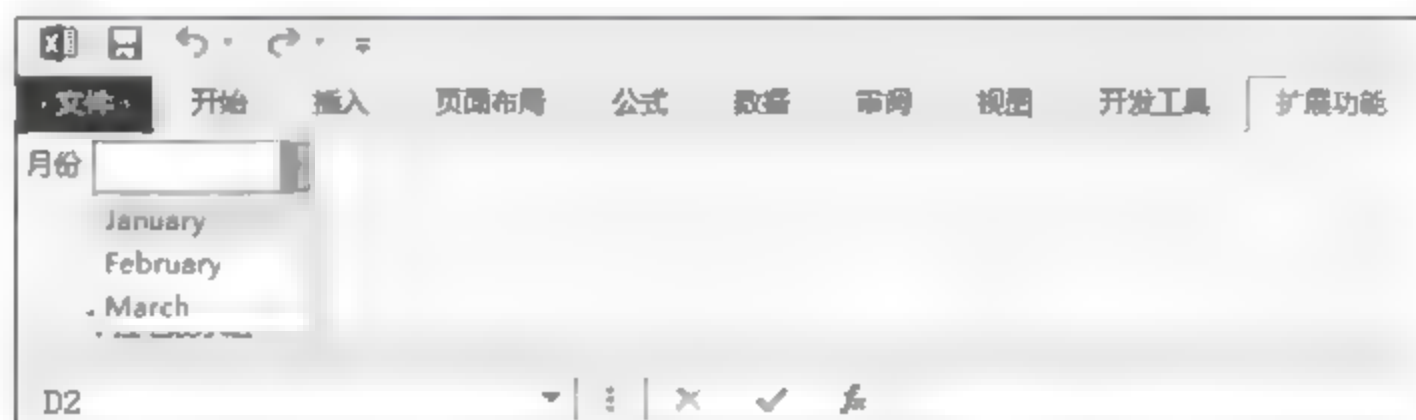 文件 开始 插入 页面布局 公式 数据 审阅 视图 开发工具 扩展功能
月份
January
February
March
D2 fx